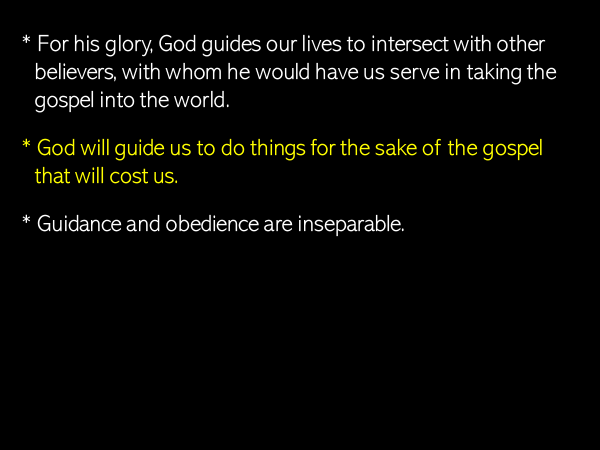 * For his glory, God guides our lives to intersect with other
believers, with whom he would have us serve in taking the
gospel into the world.
* God will guide us to do things for the sake of the gospel
that will cost us.
* Guidance and obedience are inseparable.